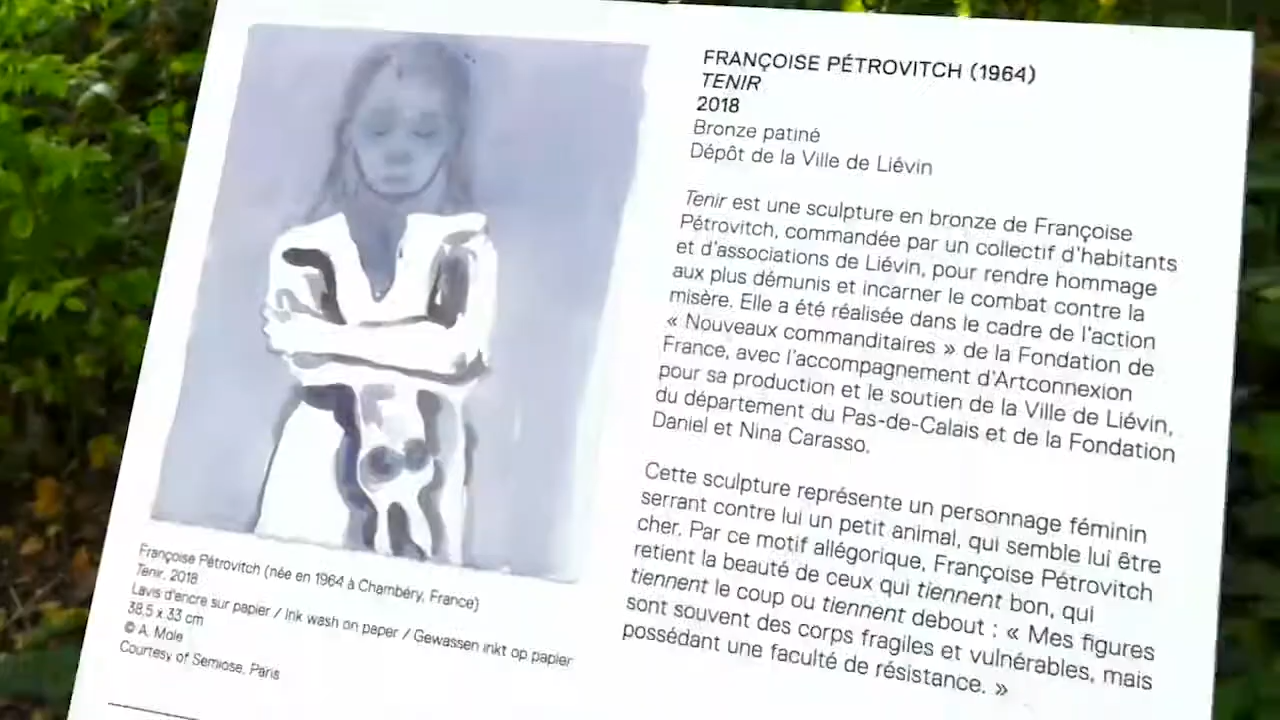 FRANÇOISE PÉTROVITCH (1964)
TENIR
2018
Bronze patiné
Dépôt de la Ville de Liévin
Tenir est une sculpture en bronze de Françoise
Pétrovitch, commandée par un collectif d'habitants
et d'associations de Liévin, pour rendre hommage
aux plus démunis et incarner le combat contre la
misère. Elle a été réalisée dans le cadre de l'action
« Nouveaux commanditaires » de la Fondation de
France, avec l'accompagnement d'Artconnexion
pour sa production et le soutien de la Ville de Liévin,
du département du Pas-de-Calais et de la Fondation
Daniel et Nina Carasso.
Cette sculpture représente un personnage féminin
serrant contre lui un petit animal, qui semble lui être
cher. Par ce motif allégorique, Françoise Pétrovitch
retient la beauté de ceux qui tiennent bon, qui
tiennent le coup ou tiennent debout : « Mes figures
sont souvent des corps fragiles et vulnérables, mais
possédant une faculté de résistance. »
Françoise Pétrovitch (née en 1964 à Chambéry, France)
Tenir, 2018
Lavis d'encre sur papier / Ink wash on paper / Gewassen inkt op papier
38,5 x 33 cm
© A. Mole
Courtesy of Semiose, Paris